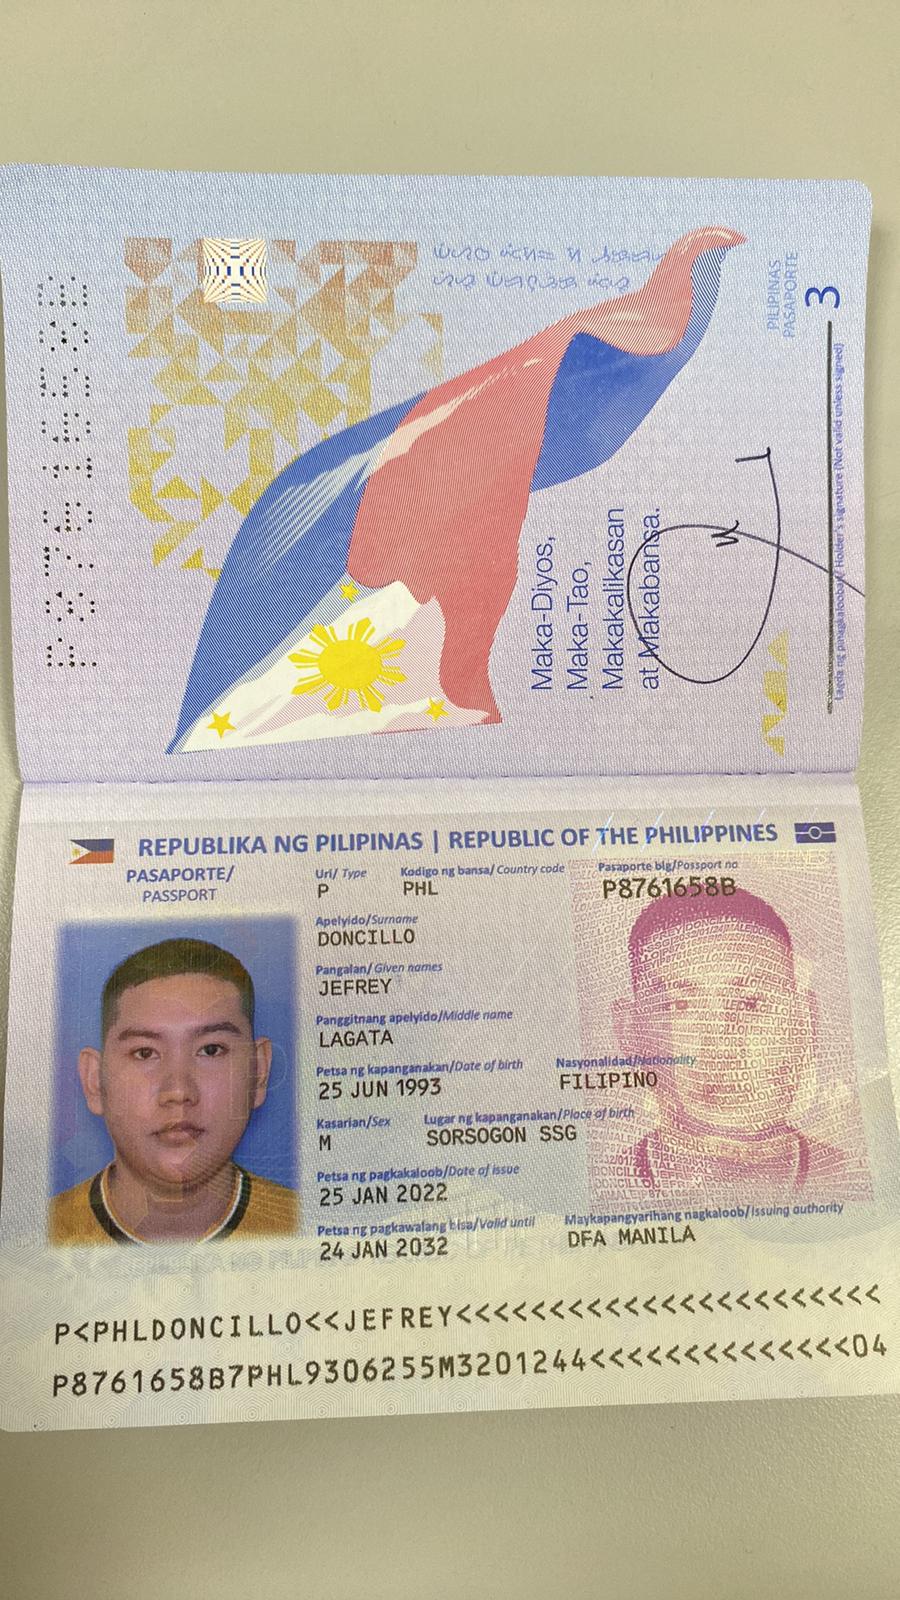 P8761658B
PILIPINAS
PASAPORTE
3
Maka-Diyos,
Maka-Tao,
Makakalikasan
at Makabansa.
Lagda ng pinagkalooban/ Holder's signature (Not valid unless signed)
REPUBLIKA NG PILIPINAS | REPUBLIC OF THE PHILIPPINES
PASAPORTE/
PASSPORT
Uri/ Type
P
Kodigo ng bansa/ Country code
PHL
Pasaporte blg/Passport no
P8761658B
Apelyido/Surname
DONCILLO
Pangalan/ Given names
JEFREY
Panggitnang apelyido/Middle name
LAGATA
Petsa ng kapanganakan/Date of birth
25 JUN 1993
Nasyonalidad/Nationality
FILIPINO
Kasarian/Sex
M
Lugar ng kapanganakan/Place of birth
SORSOGON SSG
Petsa ng pagkakaloob/Date of issue
25 JAN 2022
Petsa ng pagkawalang bisa/Valid until
24 JAN 2032
Maykapangyarihang nagkaloob/Issuing authority
DFA MANILA
P<PHLDONCILLO<<JEFREY<<<<<<<<<<<<<<<<<<<<<<<
P8761658B7PHL9306255M3201244<<<<<<<<<<<<<<04